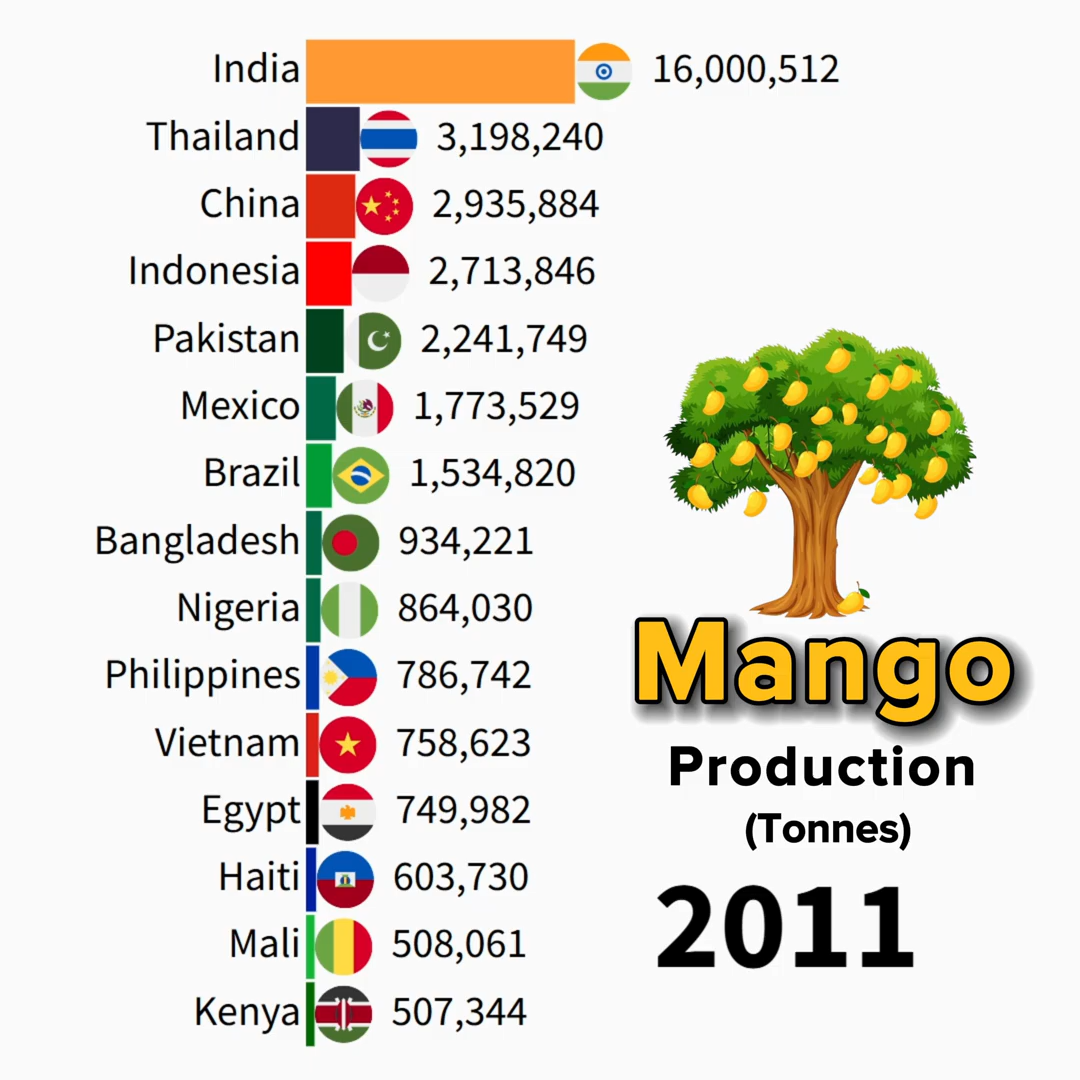 India 16,000,512
Thailand 3,198,240
China 2,935,884
Indonesia 2,713,846
Pakistan 2,241,749
Mexico 1,773,529
Brazil 1,534,820
Bangladesh 934,221
Nigeria 864,030
Philippines 786,742
Vietnam 758,623
Egypt 749,982
Haiti 603,730
Mali 508,061
Kenya 507,344
Mango
Production
(Tonnes)
2011